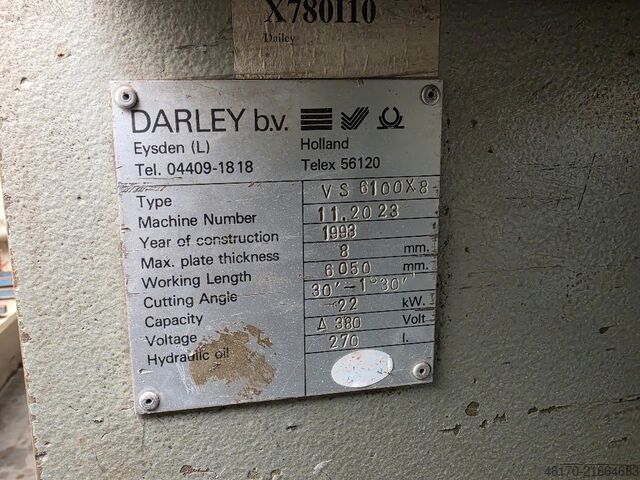 X780I10
Dailey
DARLEY b.v.
Eysden (L) Holland
Tel. 04409-1818 Telex 56120
Type VS 6100X8
Machine Number 11.2023
Year of construction 1993
Max. plate thickness 8 mm.
Working Length 6050 mm.
Cutting Angle 30'-1°30'
Capacity 22 kW.
Voltage Δ 380 Volt
Hydraulic oil 270 l.
48170-21664683